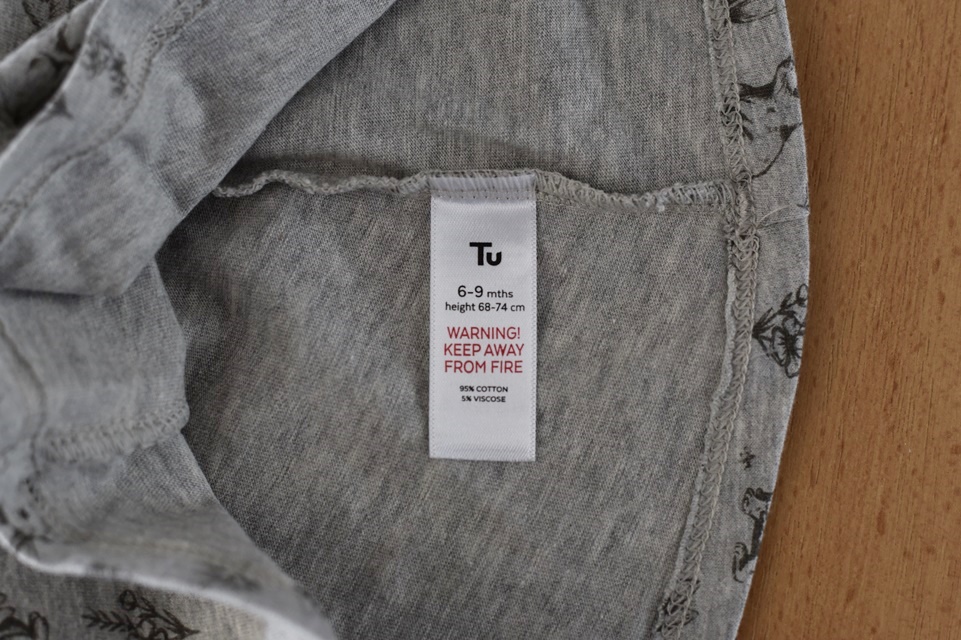 Tu
6-9 mths
height 68-74 cm
WARNING!
KEEP AWAY
FROM FIRE
95% COTTON
5% VISCOSE